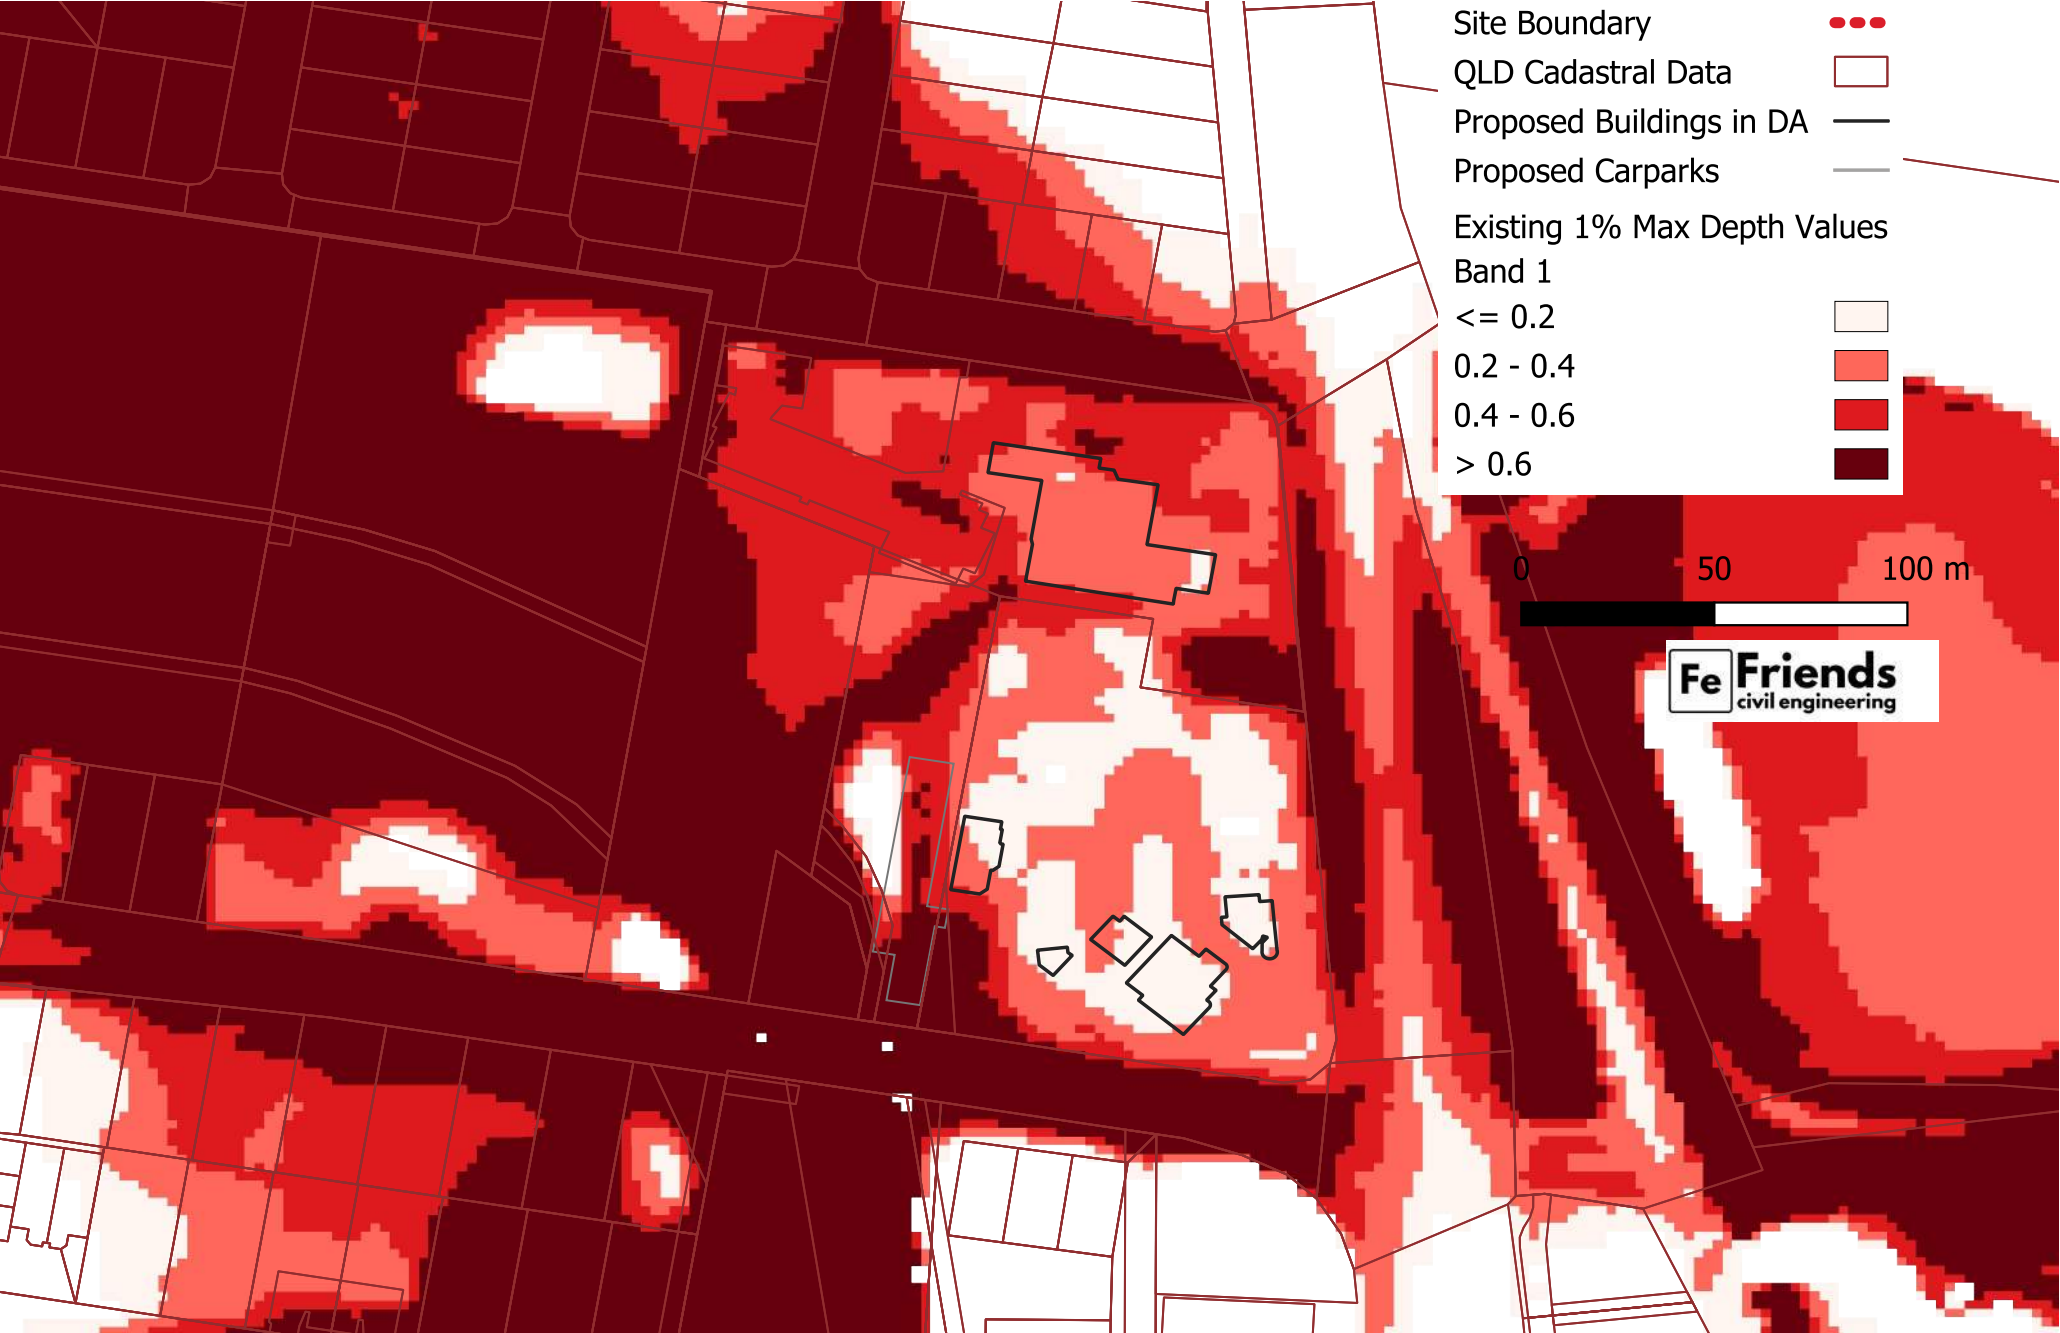 Site Boundary
QLD Cadastral Data
Proposed Buildings in DA
Proposed Carparks
Existing 1% Max Depth Values
Band 1
<= 0.2
0.2 - 0.4
0.4 - 0.6
> 0.6
0 50 100 m
Fe Friends
civil engineering